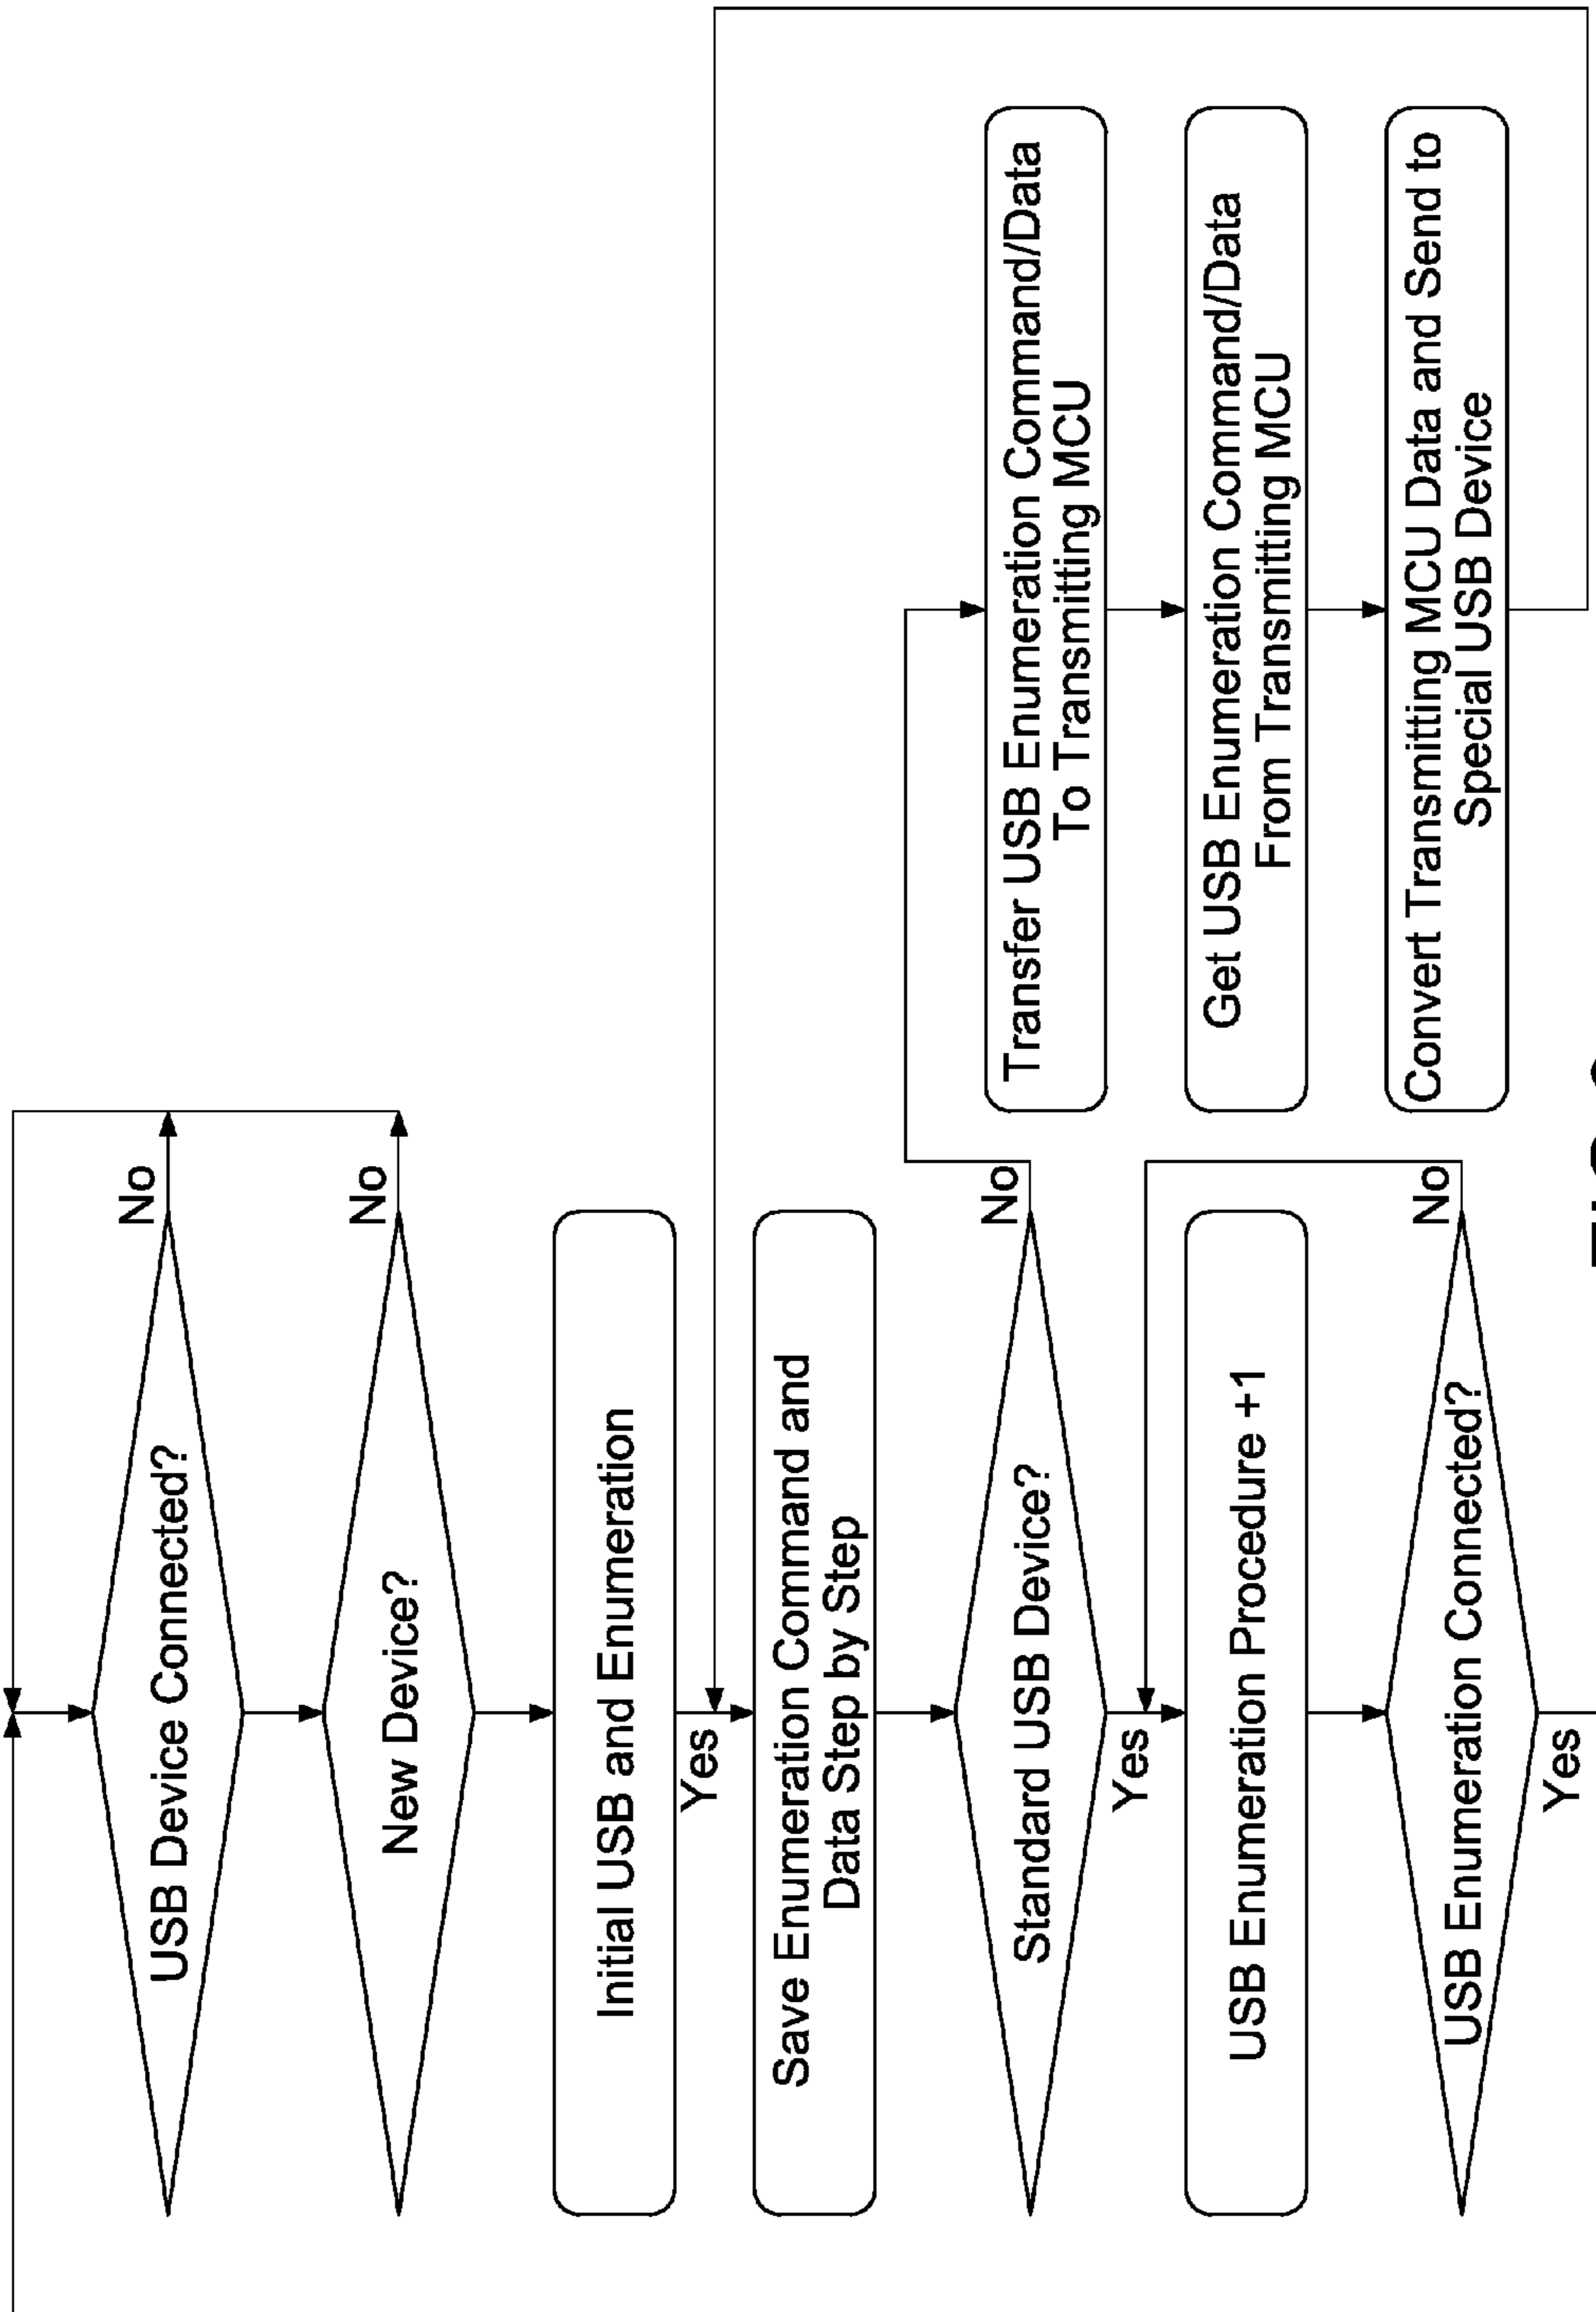 USB Device Connected?
No
New Device?
No
Initial USB and Enumeration
Yes
Save Enumeration Command and
Data Step by Step
Standard USB Device?
No
Yes
USB Enumeration Procedure +1
USB Enumeration Connected?
No
Yes
Transfer USB Enumeration Command/Data
To Transmitting MCU
Get USB Enumeration Command/Data
From Transmitting MCU
Convert Transmitting MCU Data and Send to
Special USB Device